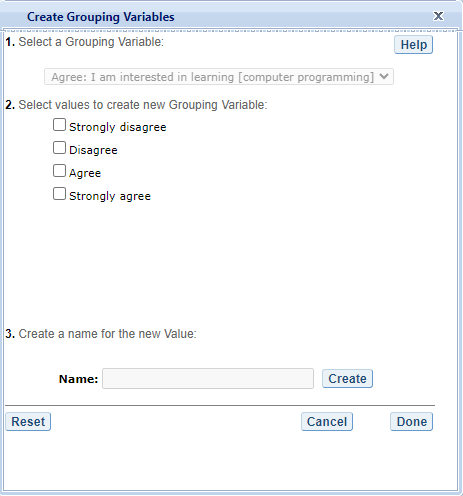 Create Grouping Variables X
1. Select a Grouping Variable:
Help
Agree: I am interested in learning [computer programming]
2. Select values to create new Grouping Variable:
Strongly disagree
Disagree
Agree
Strongly agree
3. Create a name for the new Value:
Name: Create
Reset Cancel Done